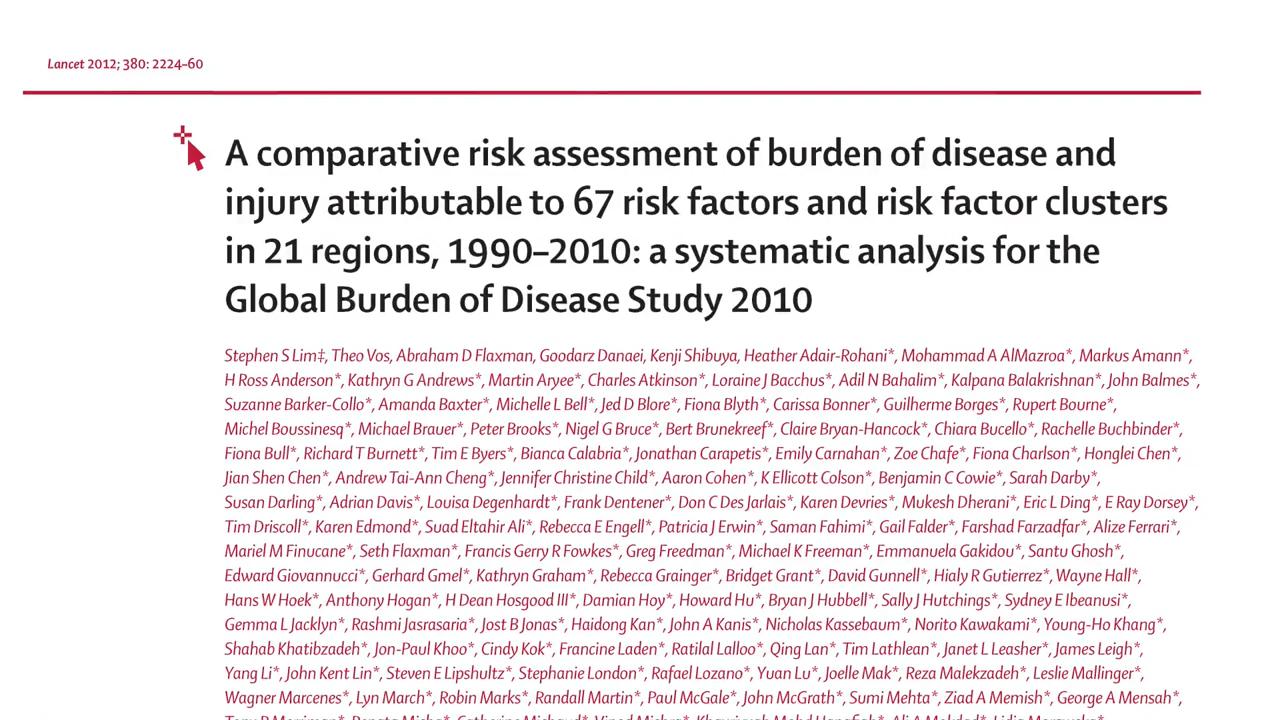 Lancet 2012; 380: 2224–60
A comparative risk assessment of burden of disease and
injury attributable to 67 risk factors and risk factor clusters
in 21 regions, 1990–2010: a systematic analysis for the
Global Burden of Disease Study 2010
Stephen S Lim‡, Theo Vos, Abraham D Flaxman, Goodarz Danaei, Kenji Shibuya, Heather Adair-Rohani*, Mohammad A AlMazroa*, Markus Amann*,
H Ross Anderson*, Kathryn G Andrews*, Martin Aryee*, Charles Atkinson*, Loraine J Bacchus*, Adil N Bahalim*, Kalpana Balakrishnan*, John Balmes*,
Suzanne Barker-Collo*, Amanda Baxter*, Michelle L Bell*, Jed D Blore*, Fiona Blyth*, Carissa Bonner*, Guilherme Borges*, Rupert Bourne*,
Michel Boussinesq*, Michael Brauer*, Peter Brooks*, Nigel G Bruce*, Bert Brunekreef*, Claire Bryan-Hancock*, Chiara Bucello*, Rachelle Buchbinder*,
Fiona Bull*, Richard T Burnett*, Tim E Byers*, Bianca Calabria*, Jonathan Carapetis*, Emily Carnahan*, Zoe Chafe*, Fiona Charlson*, Honglei Chen*,
Jian Shen Chen*, Andrew Tai-Ann Cheng*, Jennifer Christine Child*, Aaron Cohen*, K Ellicott Colson*, Benjamin C Cowie*, Sarah Darby*,
Susan Darling*, Adrian Davis*, Louisa Degenhardt*, Frank Dentener*, Don C Des Jarlais*, Karen Devries*, Mukesh Dherani*, Eric L Ding*, E Ray Dorsey*,
Tim Driscoll*, Karen Edmond*, Suad Eltahir Ali*, Rebecca E Engell*, Patricia J Erwin*, Saman Fahimi*, Gail Falder*, Farshad Farzadfar*, Alize Ferrari*,
Mariel M Finucane*, Seth Flaxman*, Francis Gerry R Fowkes*, Greg Freedman*, Michael K Freeman*, Emmanuela Gakidou*, Santu Ghosh*,
Edward Giovannucci*, Gerhard Gmel*, Kathryn Graham*, Rebecca Grainger*, Bridget Grant*, David Gunnell*, Hialy R Gutierrez*, Wayne Hall*,
Hans W Hoek*, Anthony Hogan*, H Dean Hosgood III*, Damian Hoy*, Howard Hu*, Bryan J Hubbell*, Sally J Hutchings*, Sydney E Ibeanusi*,
Gemma L Jacklyn*, Rashmi Jasrasaria*, Jost B Jonas*, Haidong Kan*, John A Kanis*, Nicholas Kassebaum*, Norito Kawakami*, Young-Ho Khang*,
Shahab Khatibzadeh*, Jon-Paul Khoo*, Cindy Kok*, Francine Laden*, Ratilal Lalloo*, Qing Lan*, Tim Lathlean*, Janet L Leasher*, James Leigh*,
Yang Li*, John Kent Lin*, Steven E Lipshultz*, Stephanie London*, Rafael Lozano*, Yuan Lu*, Joelle Mak*, Reza Malekzadeh*, Leslie Mallinger*,
Wagner Marcenes*, Lyn March*, Robin Marks*, Randall Martin*, Paul McGale*, John McGrath*, Sumi Mehta*, Ziad A Memish*, George A Mensah*,